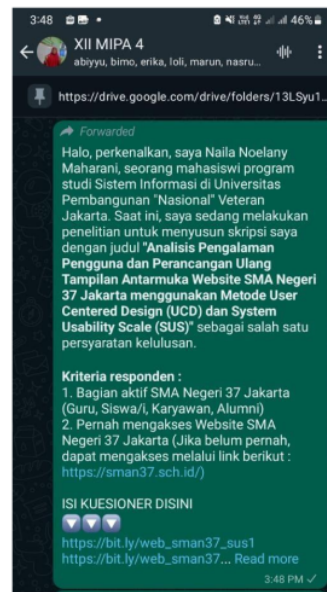 3:48
46%
XII MIPA 4
abiyyu, bimo, erika, loli, marun, nasru...
https://drive.google.com/drive/folders/13LSyu1...
Forwarded
Halo, perkenalkan, saya Naila Noelany
Maharani, seorang mahasiswi program
studi Sistem Informasi di Universitas
Pembangunan "Nasional" Veteran
Jakarta. Saat ini, saya sedang melakukan
penelitian untuk menyusun skripsi saya
dengan judul "Analisis Pengalaman
Pengguna dan Perancangan Ulang
Tampilan Antarmuka Website SMA Negeri
37 Jakarta menggunakan Metode User
Centered Design (UCD) dan System
Usability Scale (SUS)" sebagai salah satu
persyaratan kelulusan.
Kriteria responden :
1. Bagian aktif SMA Negeri 37 Jakarta
(Guru, Siswa/i, Karyawan, Alumni)
2. Pernah mengakses Website SMA
Negeri 37 Jakarta (Jika belum pernah,
dapat mengakses melalui link berikut :
https://sman37.sch.id/)
ISI KUESIONER DISINI
https://bit.ly/web_sman37_sus1
https://bit.ly/web_sman37... Read more
3:48 PM